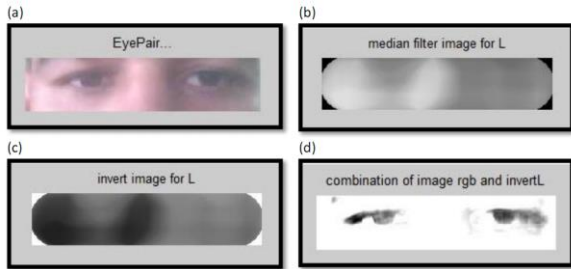 (a)
EyePair...
(b)
median filter image for L
(c)
invert image for L
(d)
combination of image rgb and invertL